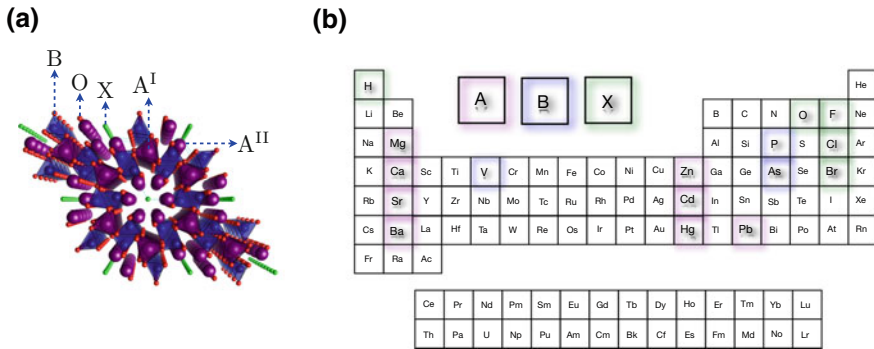 (a)
B
O
X
A^I
A^II
(b)
A B X
H He
Li Be B C N O F Ne
Na Mg Al Si P S Cl Ar
K Ca Sc Ti V Cr Mn Fe Co Ni Cu Zn Ga Ge As Se Br Kr
Rb Sr Y Zr Nb Mo Tc Ru Rh Pd Ag Cd In Sn Sb Te I Xe
Cs Ba La Hf Ta W Re Os Ir Pt Au Hg Tl Pb Bi Po At Rn
Fr Ra Ac
Ce Pr Nd Pm Sm Eu Gd Tb Dy Ho Er Tm Yb Lu
Th Pa U Np Pu Am Cm Bk Cf Es Fm Md No Lr